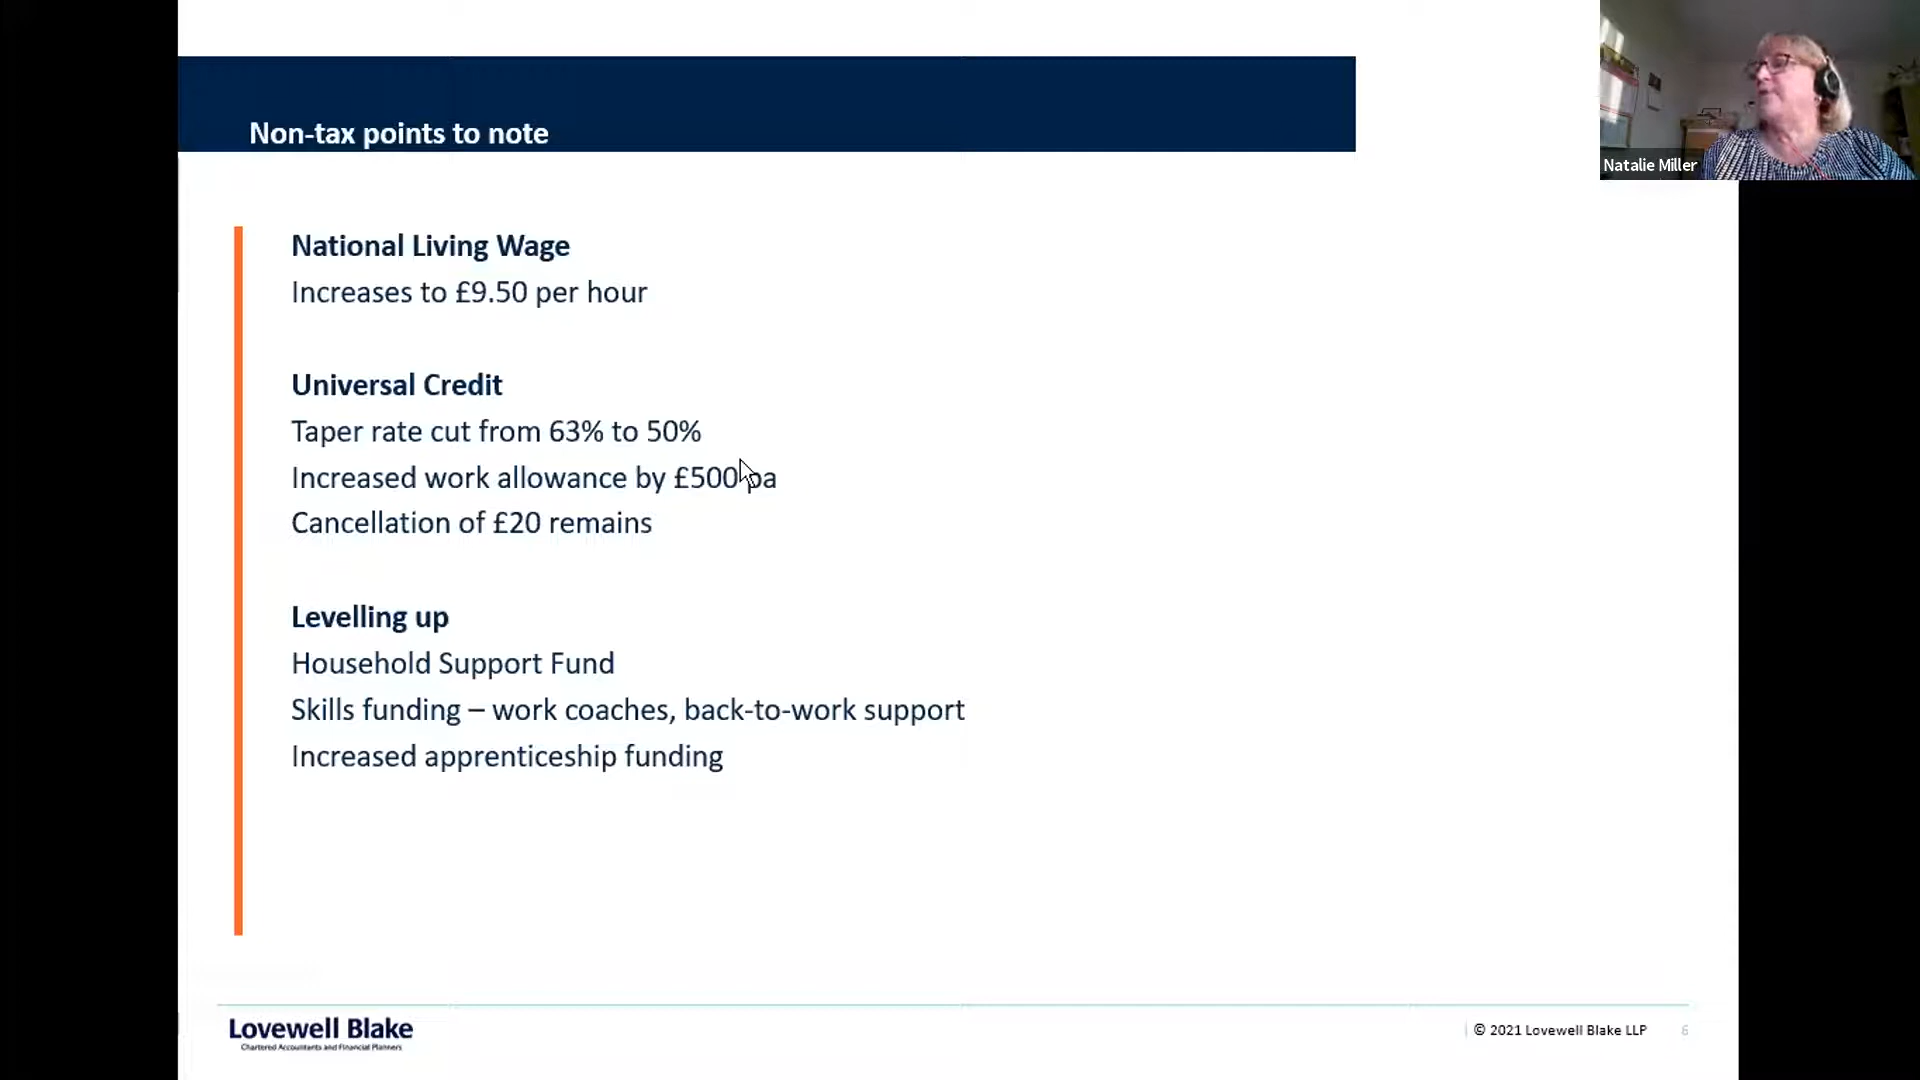 Non-tax points to note
Natalie Miller
National Living Wage
Increases to £9.50 per hour
Universal Credit
Taper rate cut from 63% to 50%
Increased work allowance by £500 pa
Cancellation of £20 remains
Levelling up
Household Support Fund
Skills funding – work coaches, back-to-work support
Increased apprenticeship funding
Lovewell Blake
Chartered Accountants and Financial Planners
© 2021 Lovewell Blake LLP 6